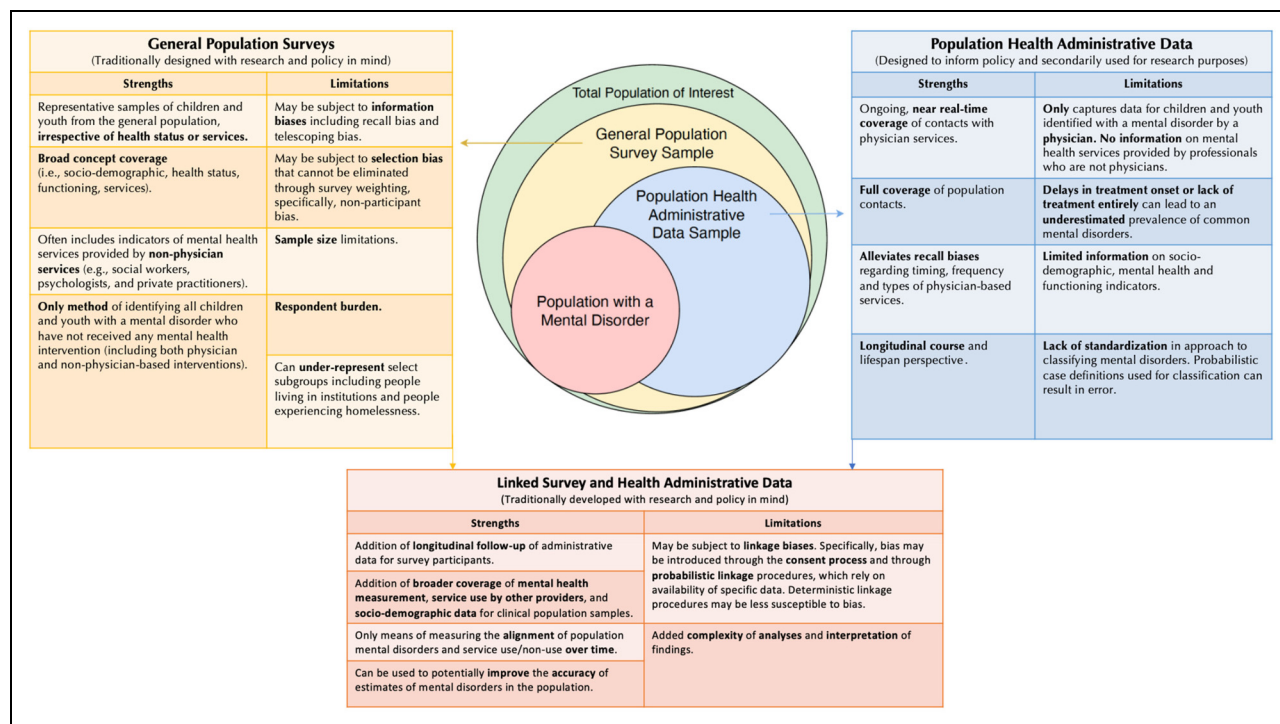 General Population Surveys
(Traditionally designed with research and policy in mind)
Strengths
Limitations
Representative samples of children and
youth from the general population,
irrespective of health status or services.
May be subject to information
biases including recall bias and
telescoping bias.
Broad concept coverage
(i.e., socio-demographic, health status,
functioning, services).
May be subject to selection bias
that cannot be eliminated
through survey weighting,
specifically, non-participant
bias.
Often includes indicators of mental health
services provided by non-physician
services (e.g., social workers,
psychologists, and private practitioners).
Sample size limitations.
Only method of identifying all children
and youth with a mental disorder who
have not received any mental health
intervention (including both physician
and non-physician-based interventions).
Respondent burden.
Can under-represent select
subgroups including people
living in institutions and people
experiencing homelessness.
Total Population of Interest
General Population
Survey Sample
Population Health
Administrative
Data Sample
Population with a
Mental Disorder
Population Health Administrative Data
(Designed to inform policy and secondarily used for research purposes)
Strengths
Limitations
Ongoing, near real-time
coverage of contacts with
physician services.
Only captures data for children and youth
identified with a mental disorder by a
physician. No information on mental
health services provided by professionals
who are not physicians.
Full coverage of population
contacts.
Delays in treatment onset or lack of
treatment entirely can lead to an
underestimated prevalence of common
mental disorders.
Alleviates recall biases
regarding timing, frequency
and types of physician-based
services.
Limited information on socio-
demographic, mental health and
functioning indicators.
Longitudinal course and
lifespan perspective.
Lack of standardization in approach to
classifying mental disorders. Probabilistic
case definitions used for classification can
result in error.
Linked Survey and Health Administrative Data
(Traditionally developed with research and policy in mind)
Strengths
Limitations
Addition of longitudinal follow-up of administrative
data for survey participants.
Addition of broader coverage of mental health
measurement, service use by other providers, and
socio-demographic data for clinical population samples.
Only means of measuring the alignment of population
mental disorders and service use/non-use over time.
Can be used to potentially improve the accuracy of
estimates of mental disorders in the population.
May be subject to linkage biases. Specifically, bias may
be introduced through the consent process and through
probabilistic linkage procedures, which rely on
availability of specific data. Deterministic linkage
procedures may be less susceptible to bias.
Added complexity of analyses and interpretation of
findings.